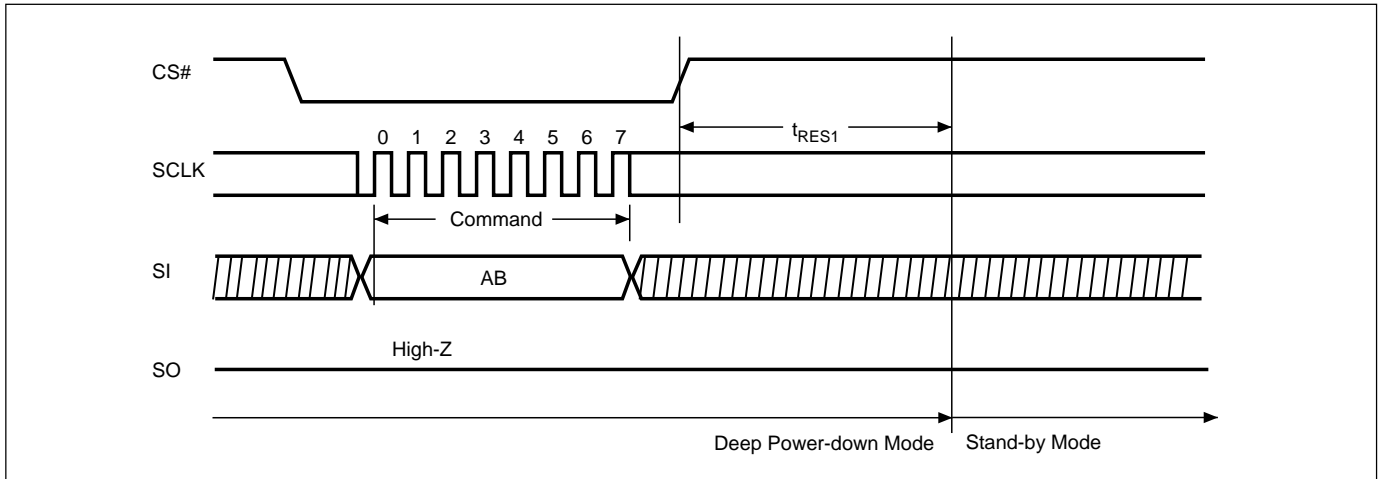 CS#
tRES1
0 1 2 3 4 5 6 7
SCLK
Command
SI
AB
High-Z
SO
Deep Power-down Mode Stand-by Mode